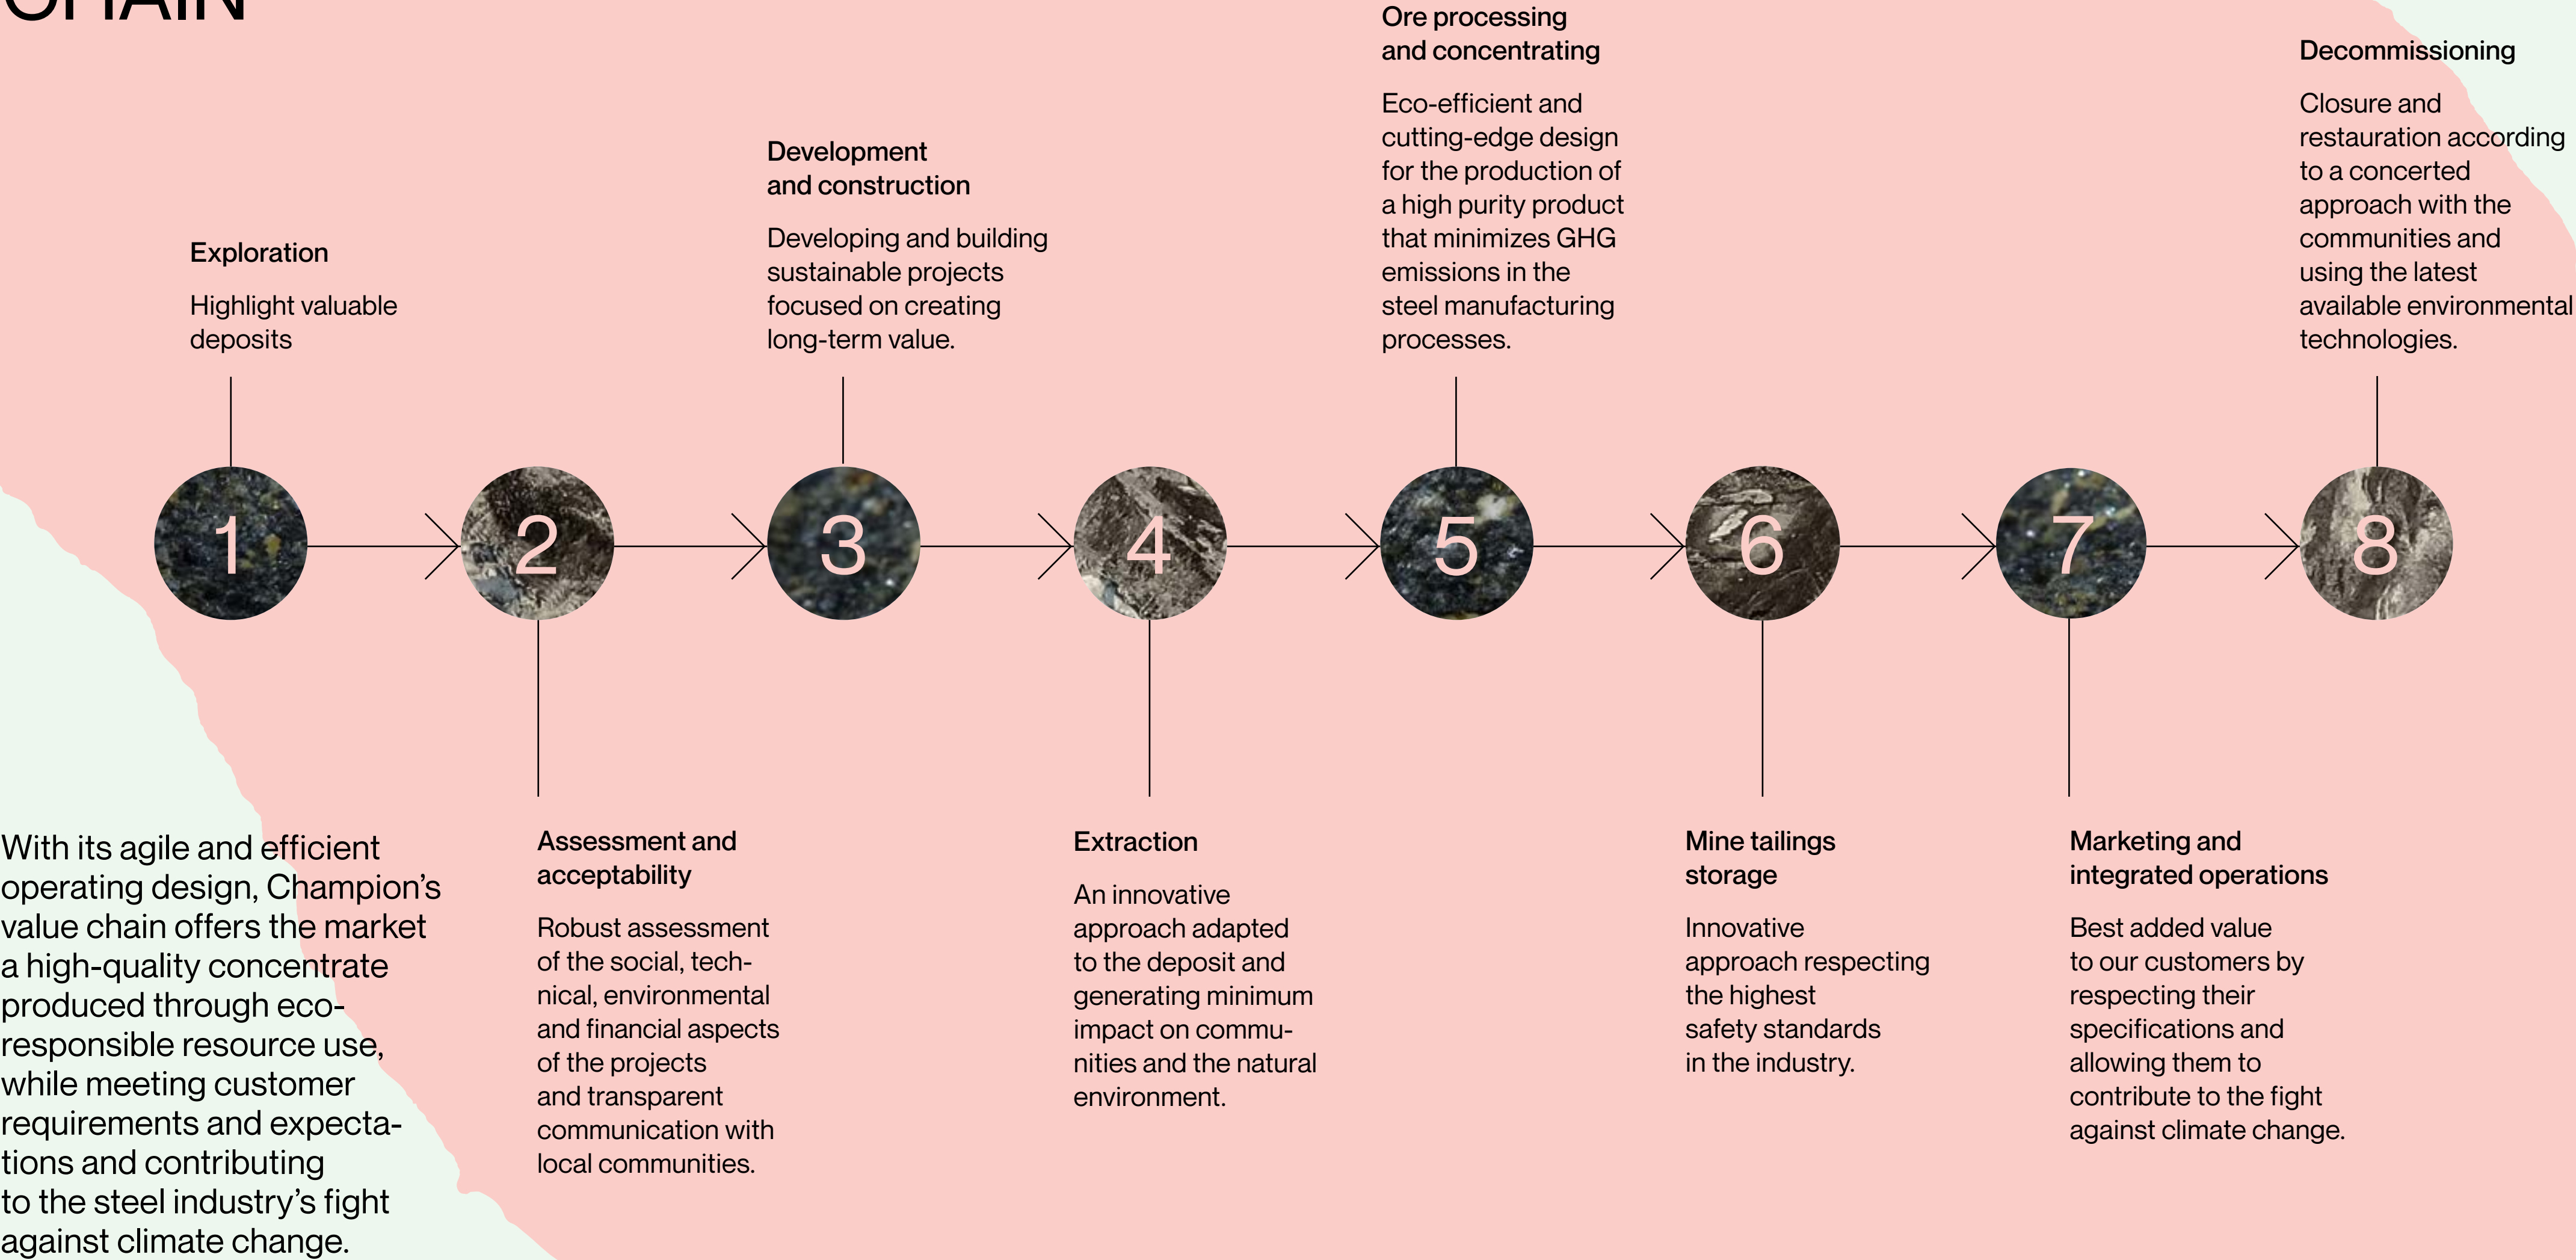 CHAIN
Exploration
Highlight valuable
deposits
Development
and construction
Developing and building
sustainable projects
focused on creating
long-term value.
Ore processing
and concentrating
Eco-efficient and
cutting-edge design
for the production of
a high purity product
that minimizes GHG
emissions in the
steel manufacturing
processes.
Decommissioning
Closure and
restauration according
to a concerted
approach with the
communities and
using the latest
available environmental
technologies.
1
2
3
4
5
6
7
8
With its agile and efficient
operating design, Champion’s
value chain offers the market
a high-quality concentrate
produced through eco-
responsible resource use,
while meeting customer
requirements and expecta-
tions and contributing
to the steel industry’s fight
against climate change.
Assessment and
acceptability
Robust assessment
of the social, tech-
nical, environmental
and financial aspects
of the projects
and transparent
communication with
local communities.
Extraction
An innovative
approach adapted
to the deposit and
generating minimum
impact on commu-
nities and the natural
environment.
Mine tailings
storage
Innovative
approach respecting
the highest
safety standards
in the industry.
Marketing and
integrated operations
Best added value
to our customers by
respecting their
specifications and
allowing them to
contribute to the fight
against climate change.